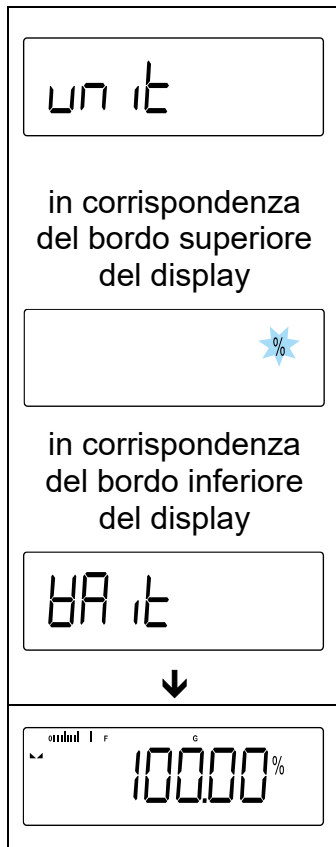 unit
in corrispondenza
del bordo superiore
del display
%
in corrispondenza
del bordo inferiore
del display
WAit
F G
100.00 %